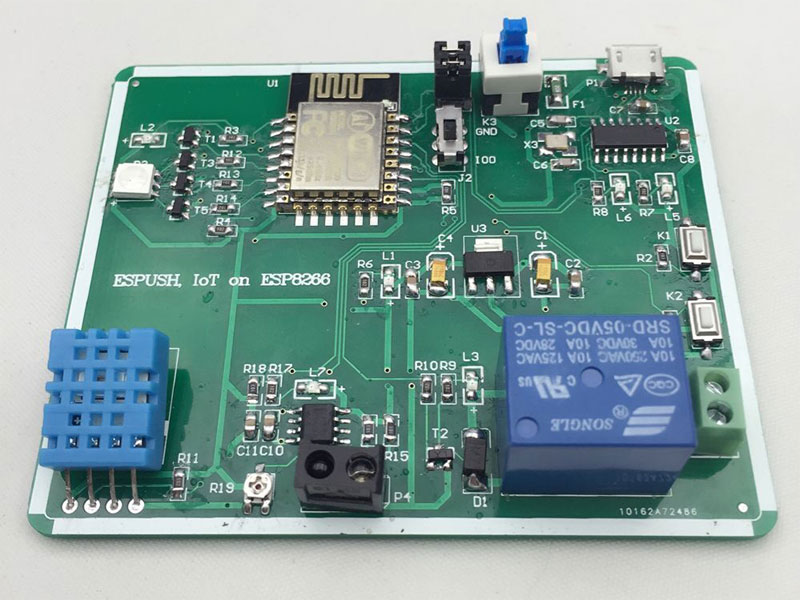 U1
P1
F1
L2
T1
R3
K3
GND
C5
C7
U2
R12
T3
X3
C8
R13
T4
IO0
C6
J2
R14
T5
R4
R5
R8
L6
R7
L5
U3
C4
C1
K1
R2
R6
L1
C3
C2
ESPUSH, IoT on ESP8266
K2
SRD-05VDC-SL-C
10A 250VAC 10A 125VAC
10A 30VDC 10A 28VDC
C US
CQC
SONGLE
®
R18
R17
L7
R10
R9
L3
C11
C10
R15
T2
R11
R19
P4
D1
10162A72486